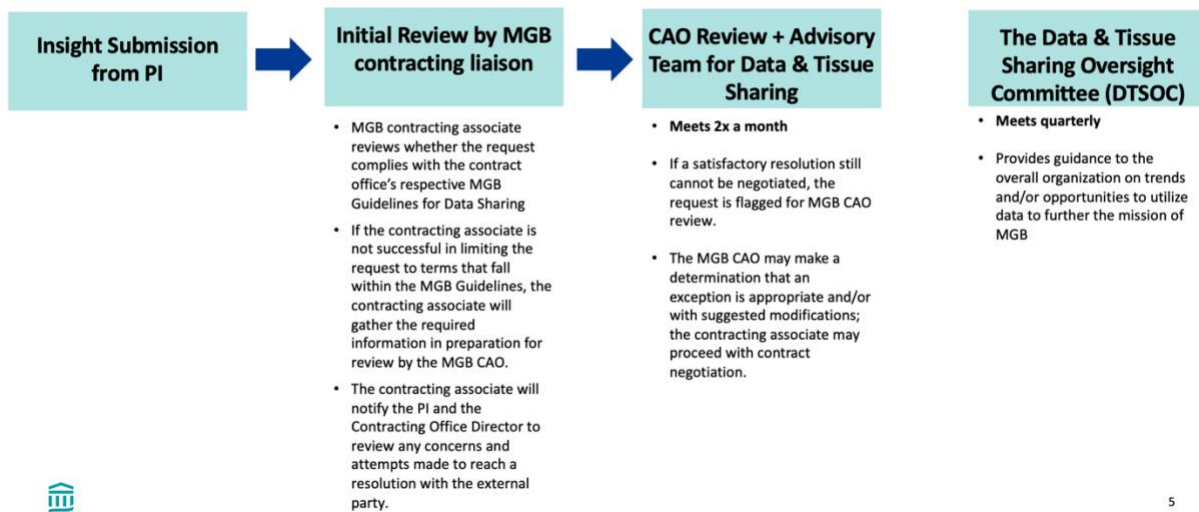 Insight Submission
from PI
Initial Review by MGB
contracting liaison
• MGB contracting associate
reviews whether the request
complies with the contract
office's respective MGB
Guidelines for Data Sharing
• If the contracting associate is
not successful in limiting the
request to terms that fall
within the MGB Guidelines, the
contracting associate will
gather the required
information in preparation for
review by the MGB CAO.
• The contracting associate will
notify the PI and the
Contracting Office Director to
review any concerns and
attempts made to reach a
resolution with the external
party.
CAO Review + Advisory
Team for Data & Tissue
Sharing
• Meets 2x a month
• If a satisfactory resolution still
cannot be negotiated, the
request is flagged for MGB CAO
review.
• The MGB CAO may make a
determination that an
exception is appropriate and/or
with suggested modifications;
the contracting associate may
proceed with contract
negotiation.
The Data & Tissue
Sharing Oversight
Committee (DTSOC)
• Meets quarterly
• Provides guidance to the
overall organization on trends
and/or opportunities to utilize
data to further the mission of
MGB
5